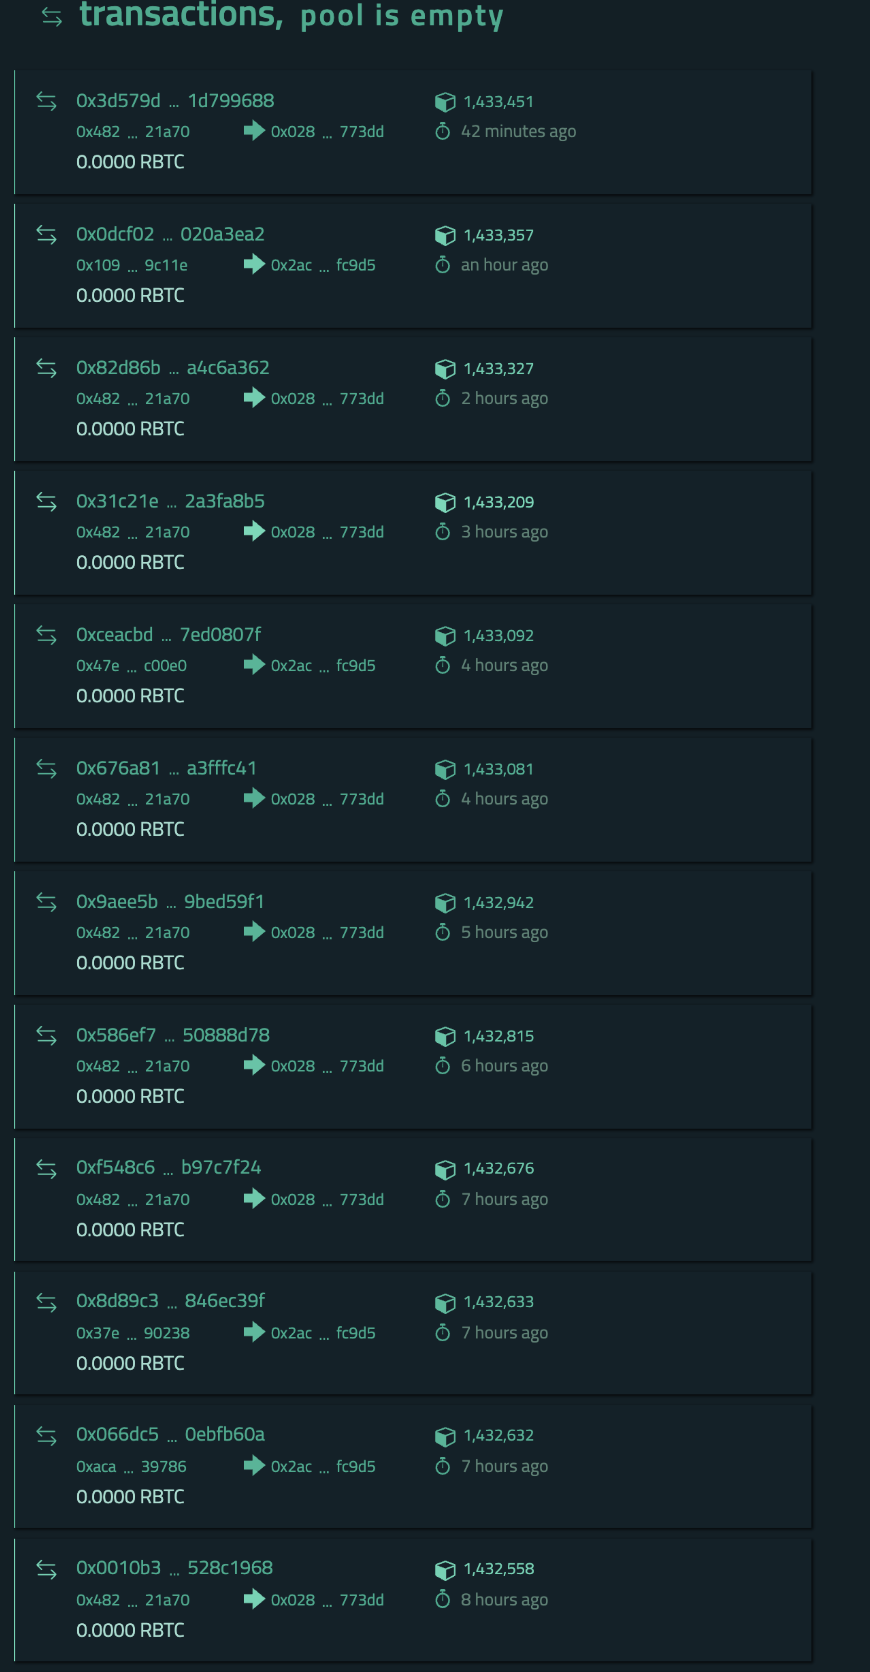 transactions, pool is empty
0x3d579d ... 1d799688 1,433,451
0x482 ... 21a70 0x028 ... 773dd 42 minutes ago
0.0000 RBTC
0x0dcf02 ... 020a3ea2 1,433,357
0x109 ... 9c11e 0x2ac ... fc9d5 an hour ago
0.0000 RBTC
0x82d86b ... a4c6a362 1,433,327
0x482 ... 21a70 0x028 ... 773dd 2 hours ago
0.0000 RBTC
0x31c21e ... 2a3fa8b5 1,433,209
0x482 ... 21a70 0x028 ... 773dd 3 hours ago
0.0000 RBTC
0xceacbd ... 7ed0807f 1,433,092
0x47e ... c00e0 0x2ac ... fc9d5 4 hours ago
0.0000 RBTC
0x676a81 ... a3fffc41 1,433,081
0x482 ... 21a70 0x028 ... 773dd 4 hours ago
0.0000 RBTC
0x9aee5b ... 9bed59f1 1,432,942
0x482 ... 21a70 0x028 ... 773dd 5 hours ago
0.0000 RBTC
0x586ef7 ... 50888d78 1,432,815
0x482 ... 21a70 0x028 ... 773dd 6 hours ago
0.0000 RBTC
0xf548c6 ... b97c7f24 1,432,676
0x482 ... 21a70 0x028 ... 773dd 7 hours ago
0.0000 RBTC
0x8d89c3 ... 846ec39f 1,432,633
0x37e ... 90238 0x2ac ... fc9d5 7 hours ago
0.0000 RBTC
0x066dc5 ... 0ebfb60a 1,432,632
0xaca ... 39786 0x2ac ... fc9d5 7 hours ago
0.0000 RBTC
0x0010b3 ... 528c1968 1,432,558
0x482 ... 21a70 0x028 ... 773dd 8 hours ago
0.0000 RBTC